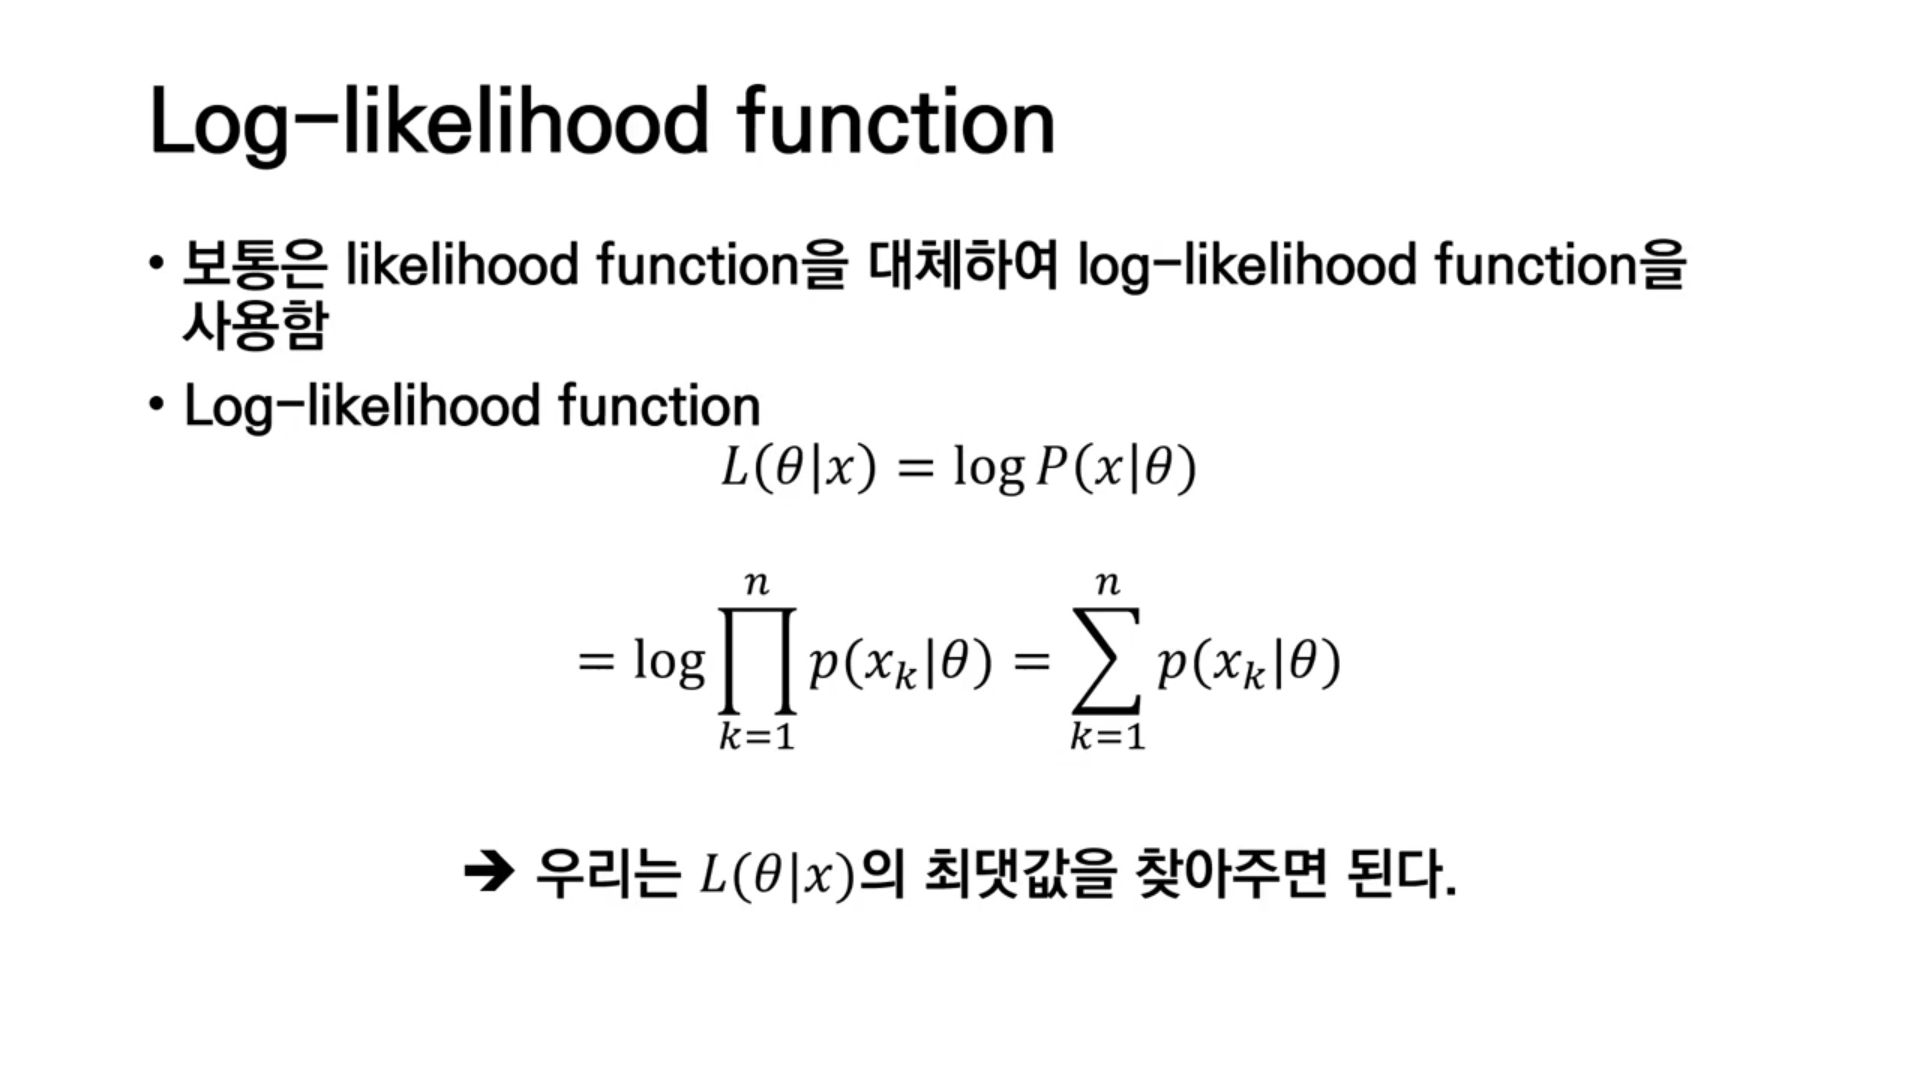 Log-likelihood function
• 보통은 likelihood function을 대체하여 log-likelihood function을
사용함
• Log-likelihood function
L(θ|x) = log P(x|θ)
= log ∏_{k=1}^{n} p(x_k|θ) = ∑_{k=1}^{n} p(x_k|θ)
➔ 우리는 L(θ|x)의 최댓값을 찾아주면 된다.